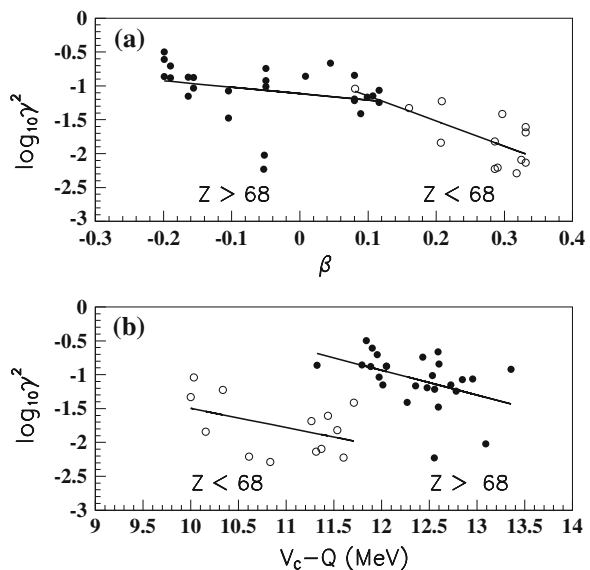 (a)
log₁₀γ²
0
-0.5
-1
-1.5
-2
-2.5
-3
Z > 68
Z < 68
-0.3 -0.2 -0.1 0 0.1 0.2 0.3 0.4
β
(b)
log₁₀γ²
0
-0.5
-1
-1.5
-2
-2.5
-3
Z < 68
Z > 68
9 9.5 10 10.5 11 11.5 12 12.5 13 13.5 14
V_c–Q (MeV)